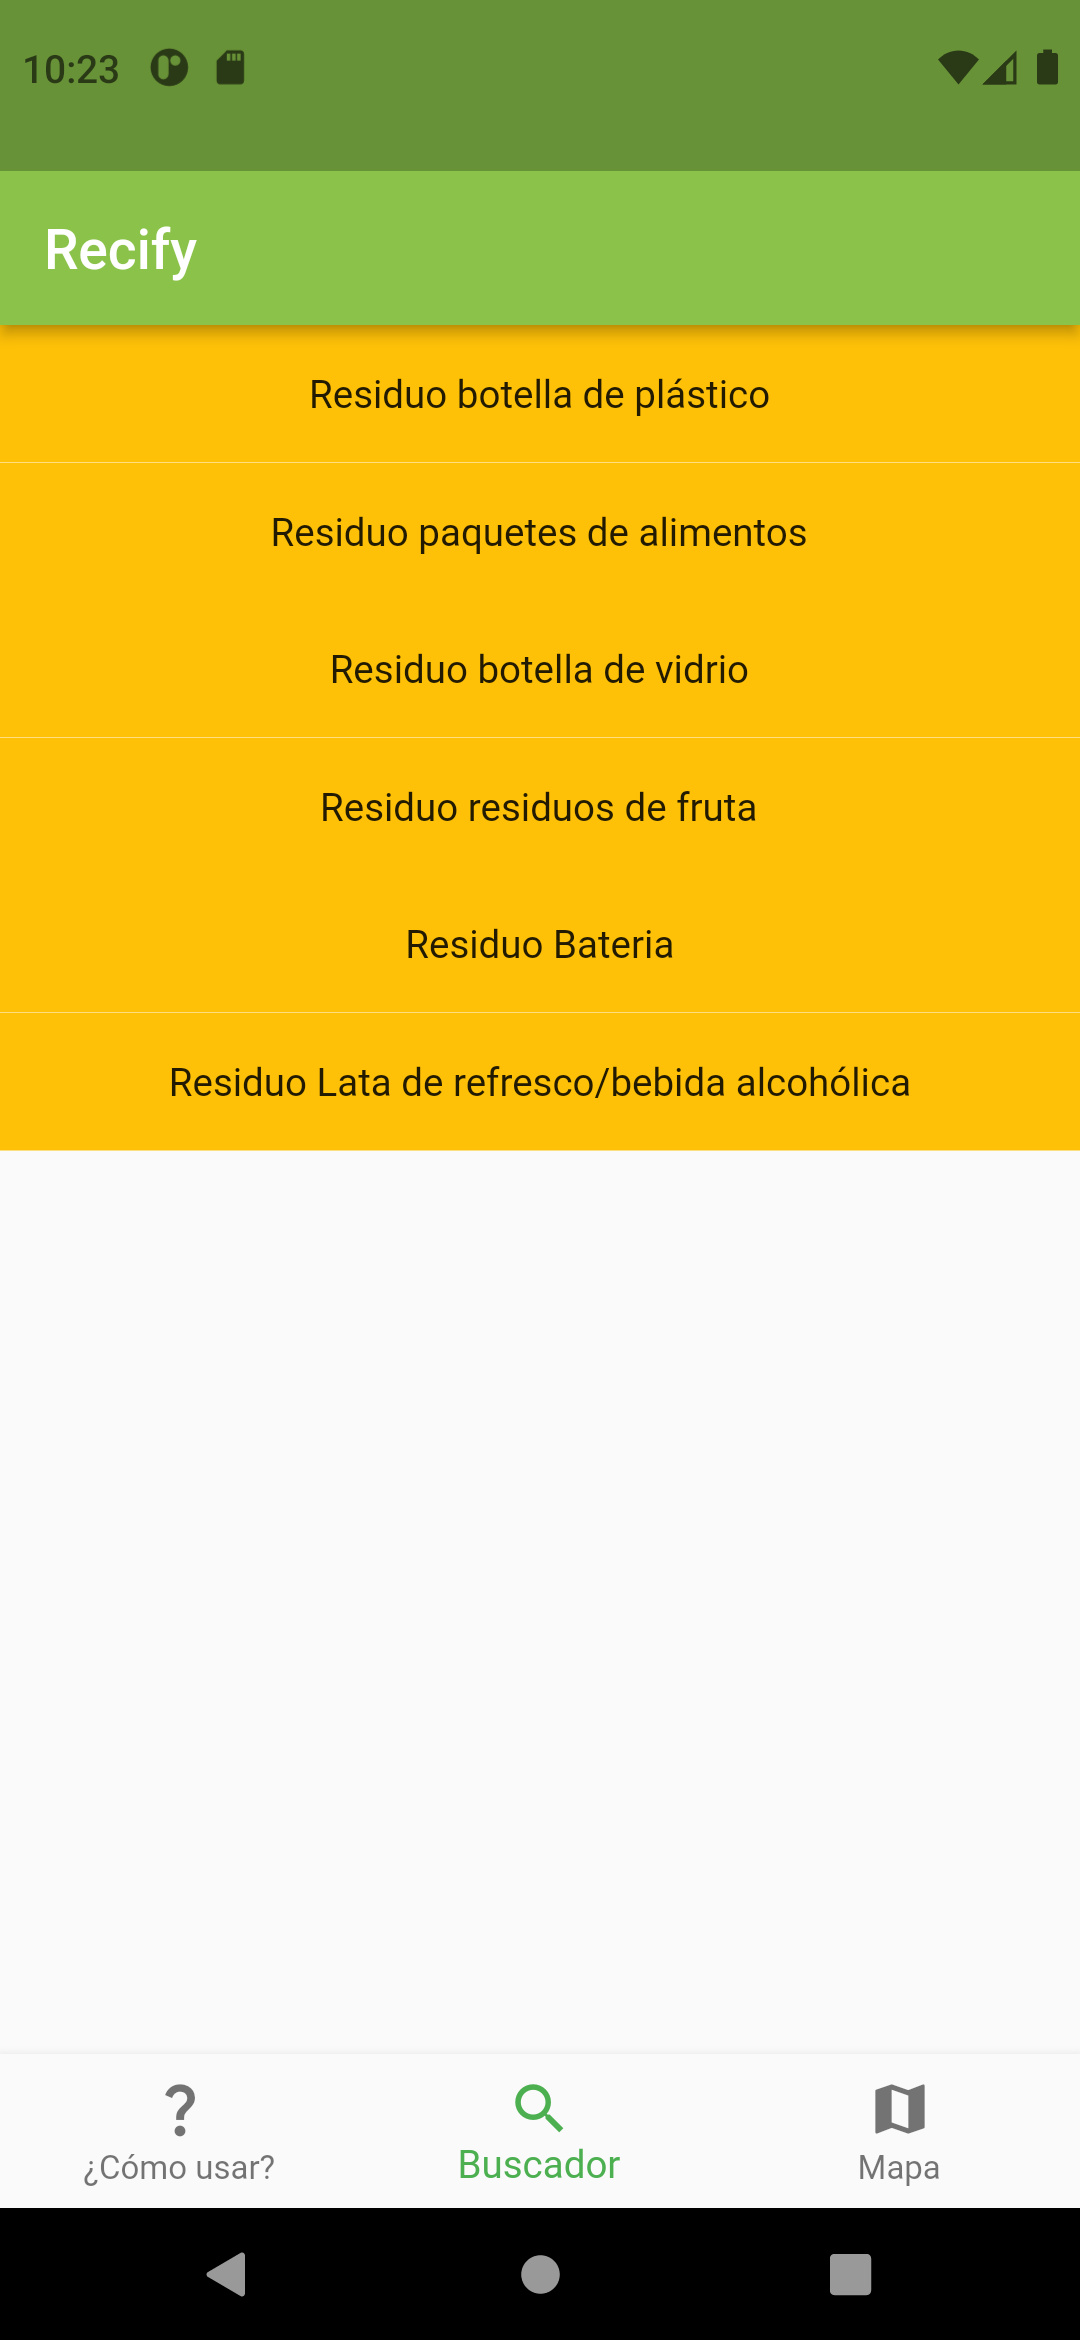 10:23
Recify
Residuo botella de plástico
Residuo paquetes de alimentos
Residuo botella de vidrio
Residuo residuos de fruta
Residuo Bateria
Residuo Lata de refresco/bebida alcohólica
¿Cómo usar?
Buscador
Mapa